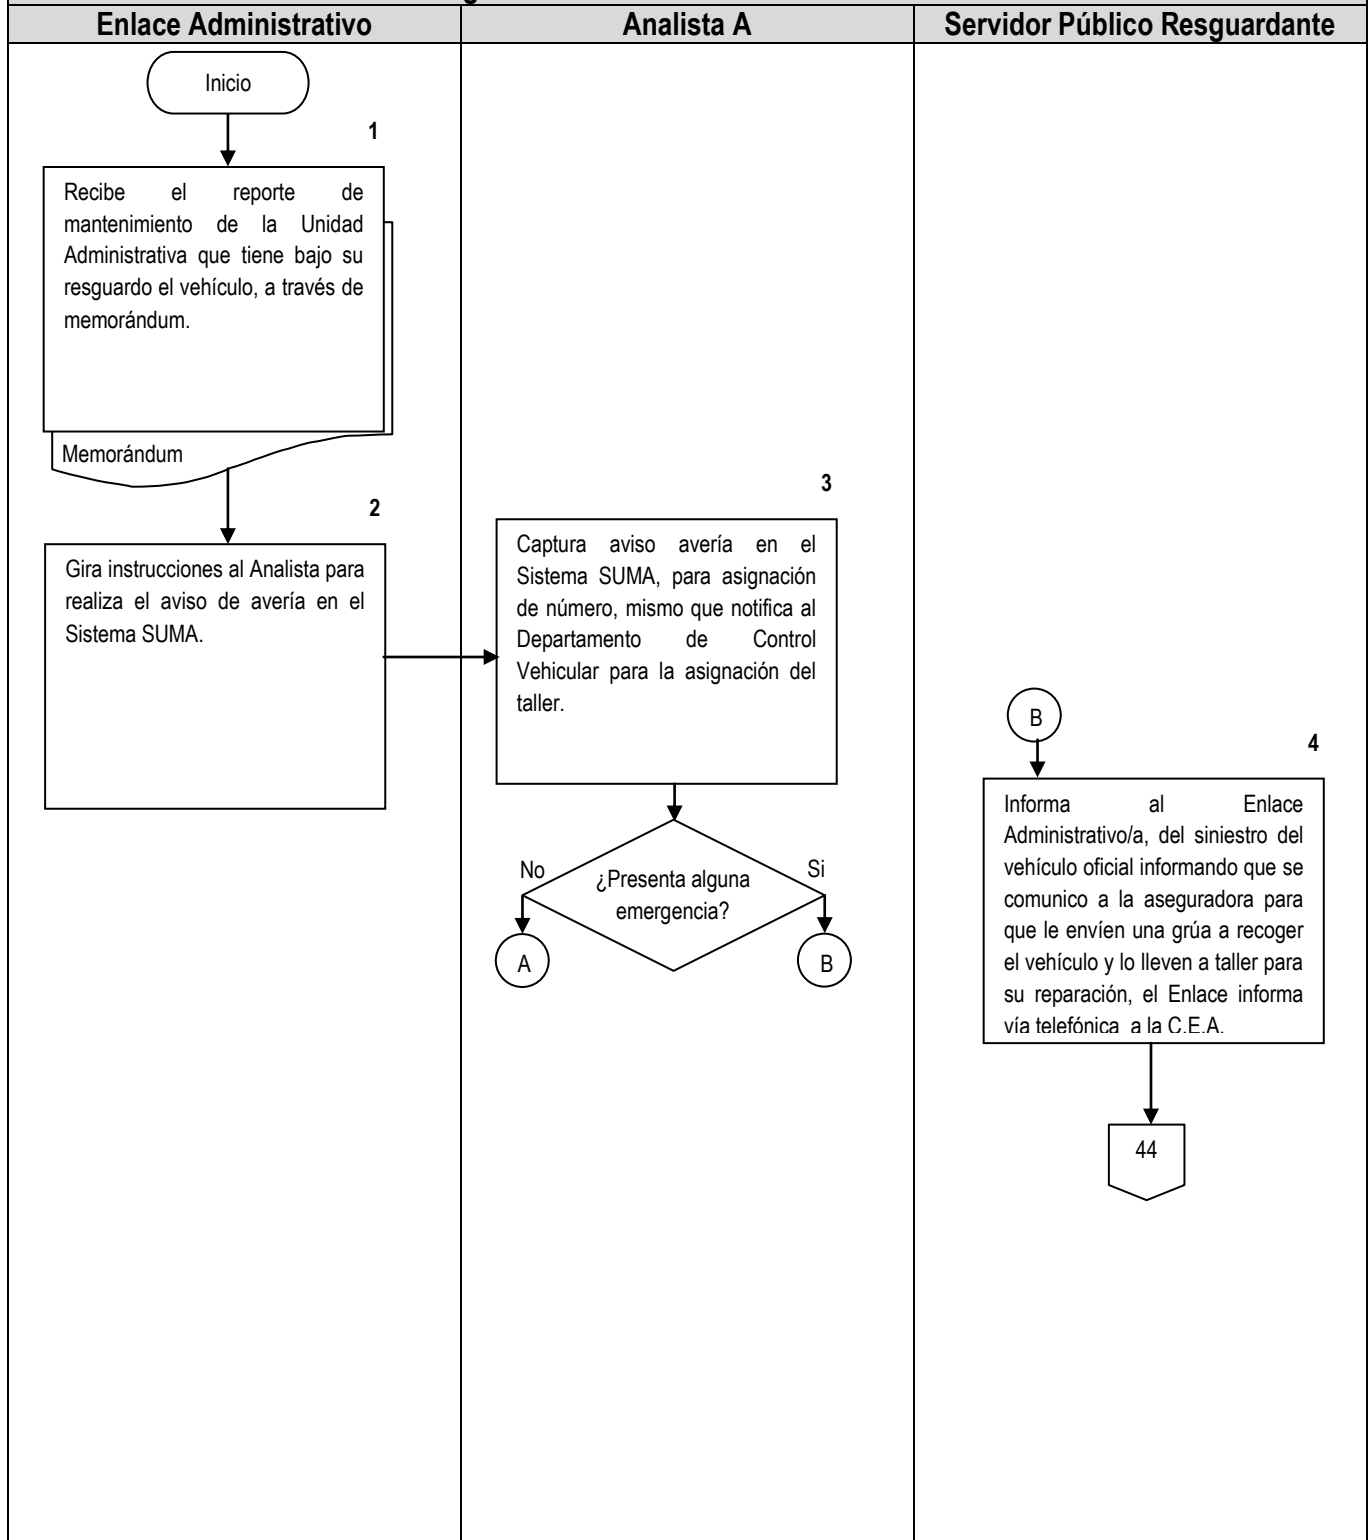 Enlace Administrativo
Analista A
Servidor Público Resguardante
Inicio
1
Recibe el reporte de
mantenimiento de la Unidad
Administrativa que tiene bajo su
resguardo el vehículo, a través de
memorándum.
Memorándum
2
Gira instrucciones al Analista para
realiza el aviso de avería en el
Sistema SUMA.
3
Captura aviso avería en el
Sistema SUMA, para asignación
de número, mismo que notifica al
Departamento de Control
Vehicular para la asignación del
taller.
No
¿Presenta alguna
emergencia?
Si
A
B
B
4
Informa al Enlace
Administrativo/a, del siniestro del
vehículo oficial informando que se
comunico a la aseguradora para
que le envíen una grúa a recoger
el vehículo y lo lleven a taller para
su reparación, el Enlace informa
vía telefónica a la C.E.A.
44